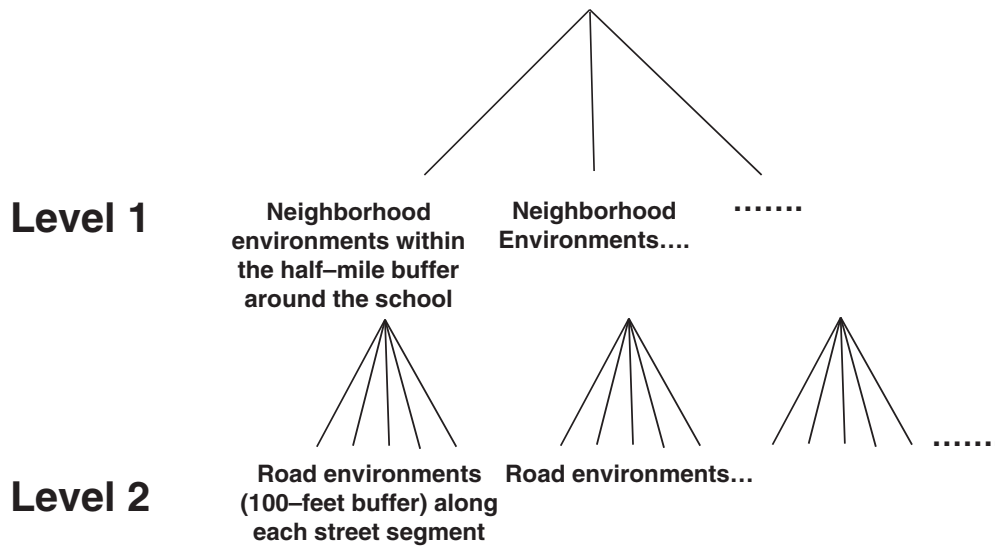 Level 1
Neighborhood
environments within
the half–mile buffer
around the school
Neighborhood
Environments....
.......
Level 2
Road environments
(100–feet buffer) along
each street segment
Road environments...
......